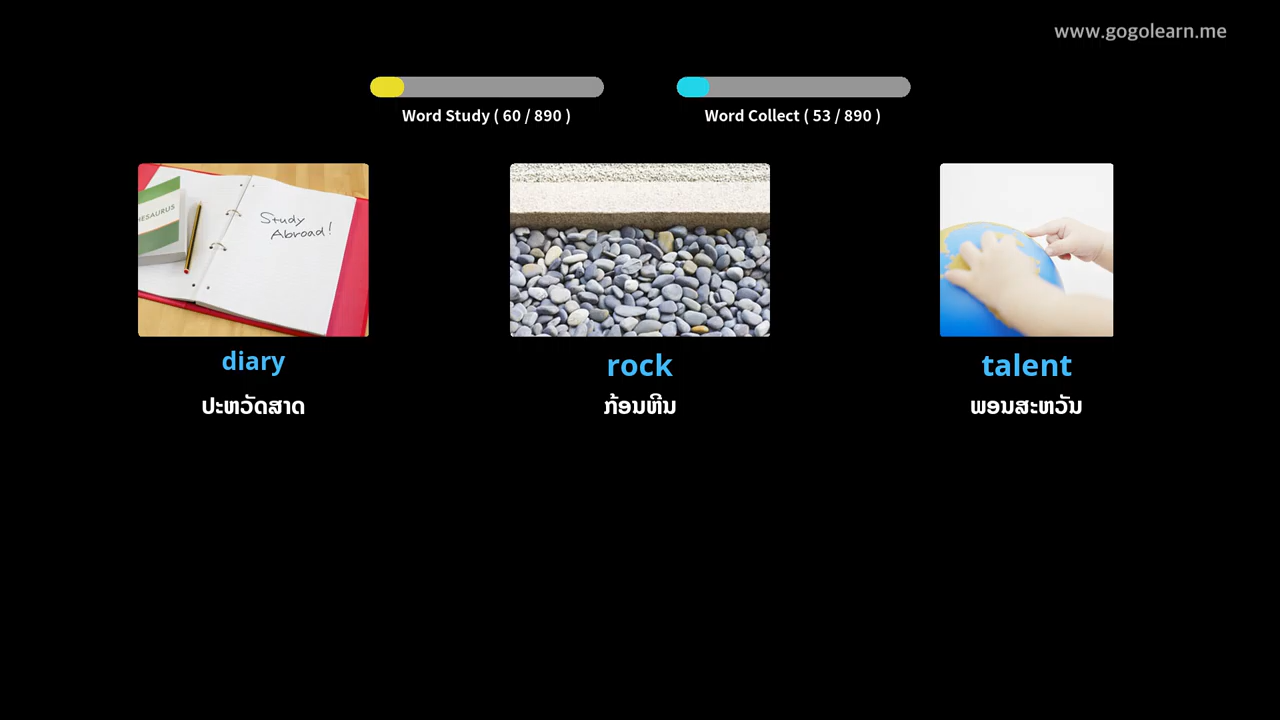 www.gogolearn.me
Word Study ( 60 / 890 )
Word Collect ( 53 / 890 )
HESAURUS
Study
Abroad!
diary
rock
talent
ປະຫວັດສາດ
ກ້ອນຫີນ
ພອນສະຫວັນ